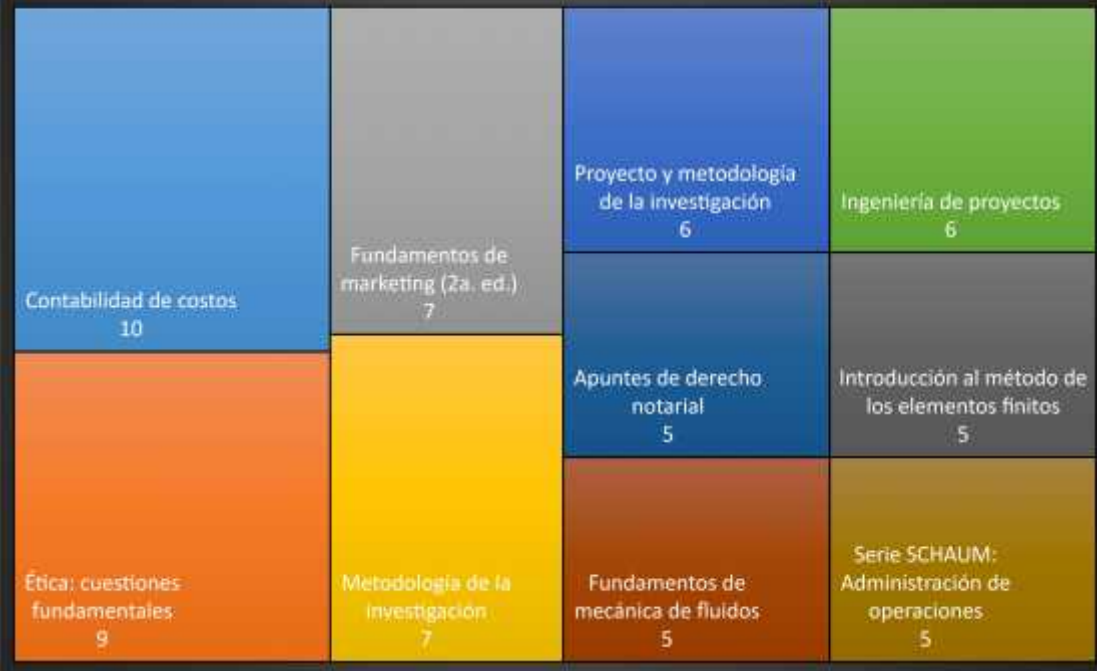 Contabilidad de costos
10
Ética: cuestiones
fundamentales
9
Fundamentos de
marketing (2a. ed.)
7
Metodología de la
investigación
7
Proyecto y metodología
de la investigación
6
Ingeniería de proyectos
6
Apuntes de derecho
notarial
5
Introducción al método de
los elementos finitos
5
Fundamentos de
mecánica de fluidos
5
Serie SCHAUM:
Administración de
operaciones
5